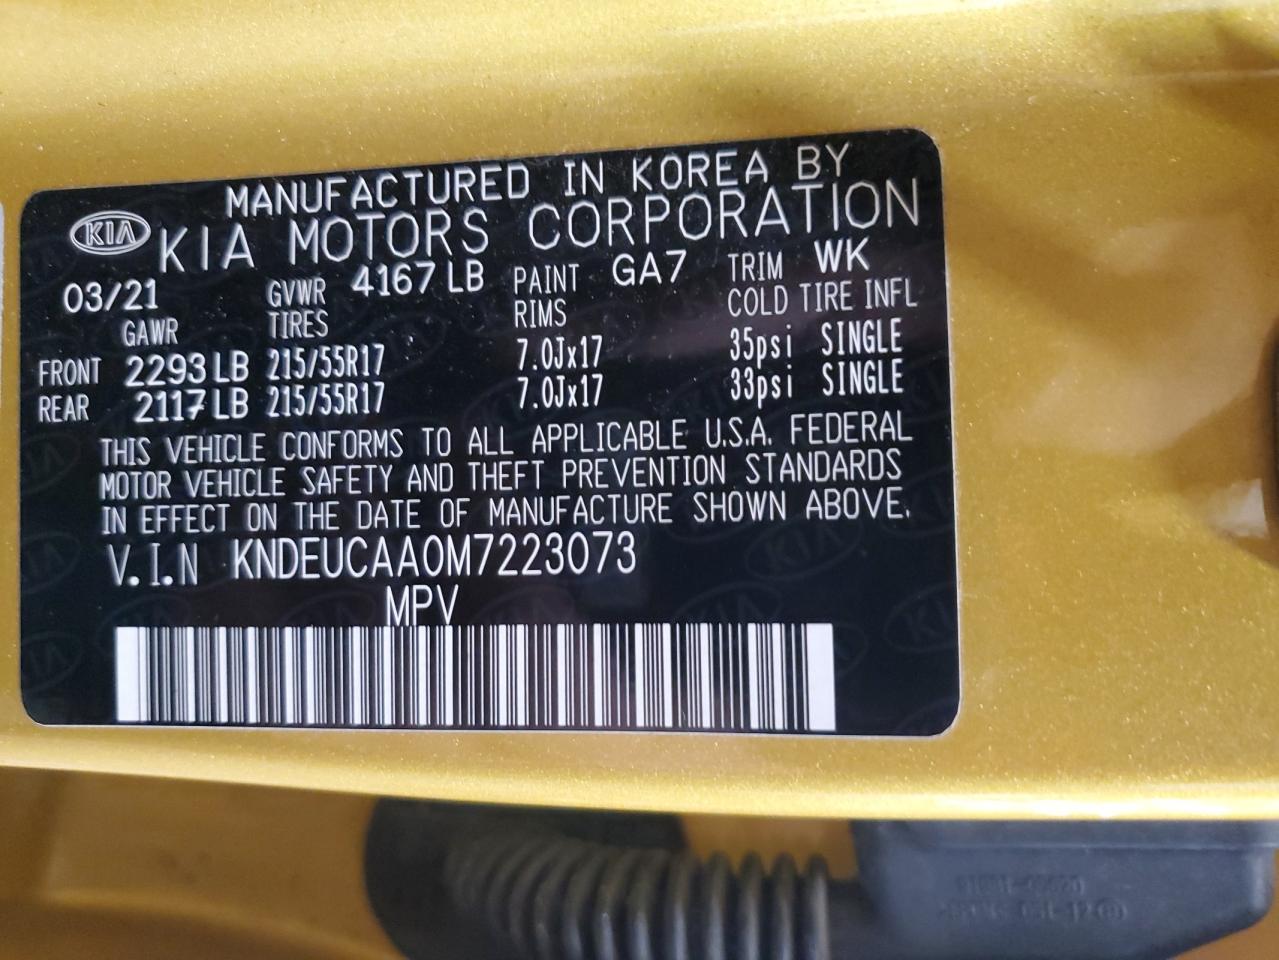 MANUFACTURED IN KOREA BY
KIA KIA MOTORS CORPORATION
03/21 GVWR 4167 LB PAINT GA7 TRIM WK
GAWR TIRES RIMS COLD TIRE INFL
FRONT 2293 LB 215/55R17 7.0Jx17 35psi SINGLE
REAR 2117 LB 215/55R17 7.0Jx17 33psi SINGLE
THIS VEHICLE CONFORMS TO ALL APPLICABLE U.S.A. FEDERAL
MOTOR VEHICLE SAFETY AND THEFT PREVENTION STANDARDS
IN EFFECT ON THE DATE OF MANUFACTURE SHOWN ABOVE.
V.I.N KNDEUCAA0M7223073
MPV